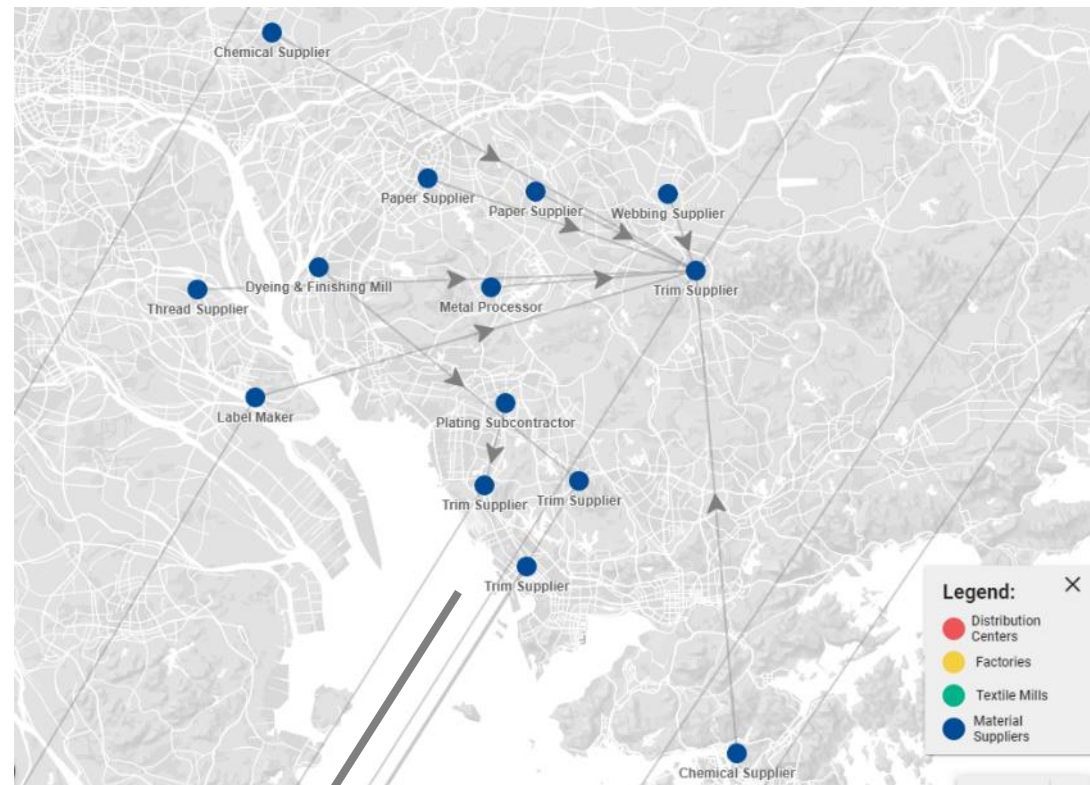 Chemical Supplier
Paper Supplier
Paper Supplier
Webbing Supplier
Dyeing & Finishing Mill
Trim Supplier
Thread Supplier
Metal Processor
Label Maker
Plating Subcontractor
Trim Supplier
Trim Supplier
Trim Supplier
Chemical Supplier
Legend:
Distribution
Centers
Factories
Textile Mills
Material
Suppliers